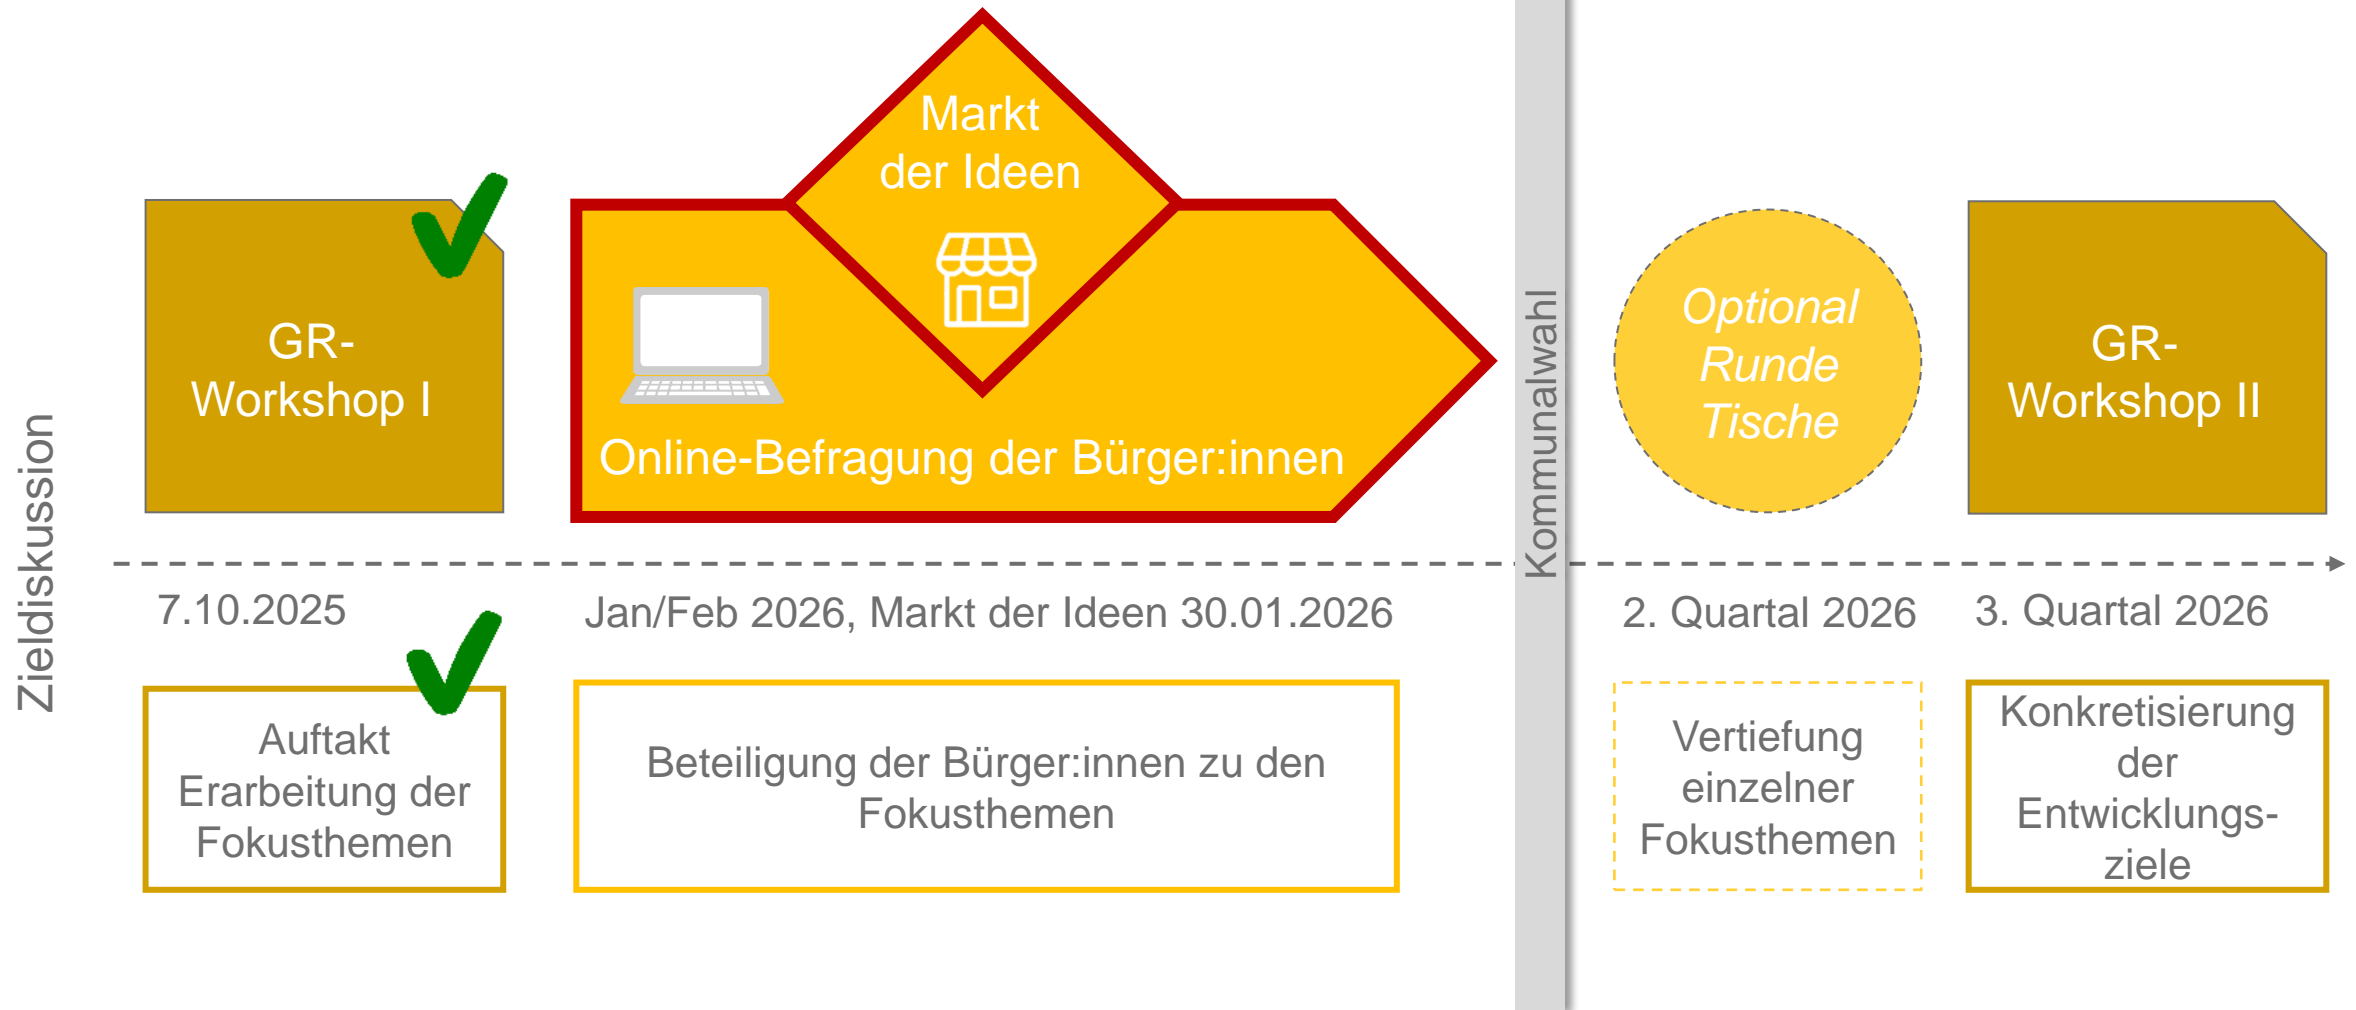 Zieldiskussion
GR-
Workshop I
Markt
der Ideen
Online-Befragung der Bürger:innen
Kommunalwahl
Optional
Runde
Tische
GR-
Workshop II
7.10.2025
Jan/Feb 2026, Markt der Ideen 30.01.2026
2. Quartal 2026
3. Quartal 2026
Auftakt
Erarbeitung der
Fokusthemen
Beteiligung der Bürger:innen zu den
Fokusthemen
Vertiefung
einzelner
Fokusthemen
Konkretisierung
der
Entwicklungs-
ziele